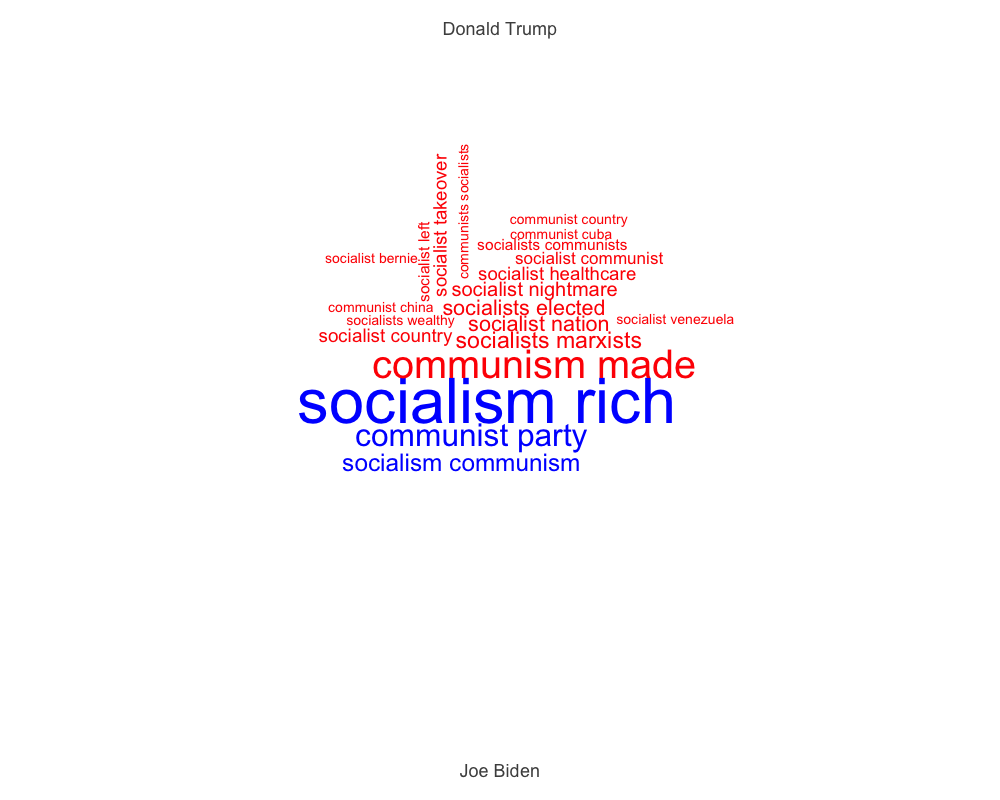 Donald Trump
communists socialists
socialist takeover
socialist left
communist country
communist cuba
socialists communists
socialist bernie
socialist communist
socialist healthcare
socialist nightmare
communist china
socialists elected
socialists wealthy
socialist nation
socialist venezuela
socialist country
socialists marxists
communism made
socialism rich
communist party
socialism communism
Joe Biden